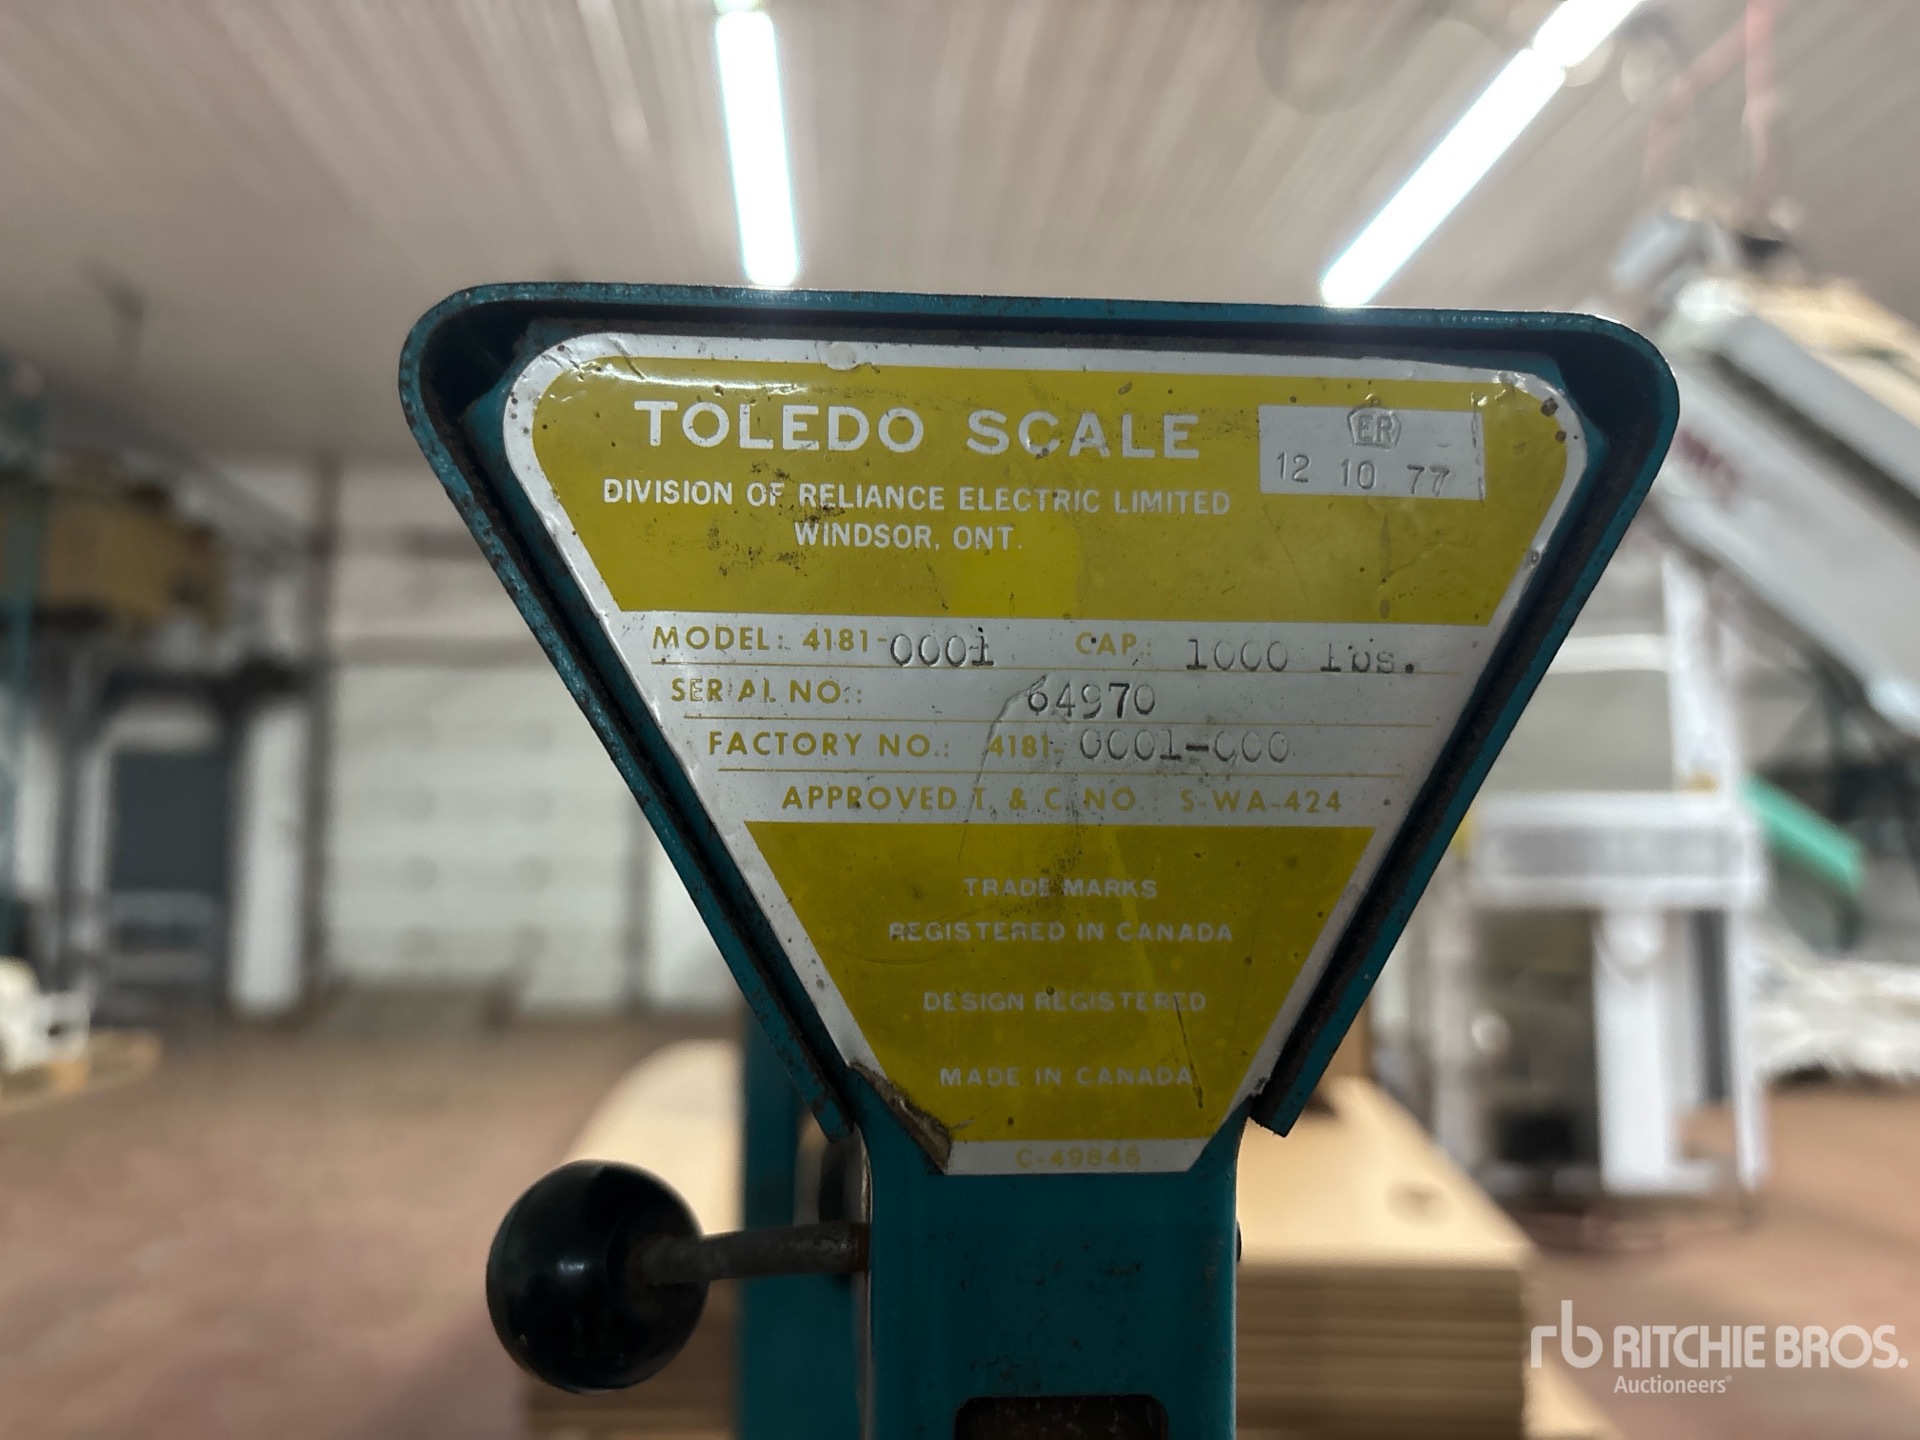 TOLEDO SCALE
ER
12 10 77
DIVISION OF RELIANCE ELECTRIC LIMITED
WINDSOR, ONT.
MODEL: 4181-0001 CAP.: 1000 lbs.
SERIAL NO.: 64970
FACTORY NO.: 4181-0001-000
APPROVED T. & C. NO.: S-WA-424
TRADE MARKS
REGISTERED IN CANADA
DESIGN REGISTERED
MADE IN CANADA
C-49846
rb RITCHIE BROS.
Auctioneers